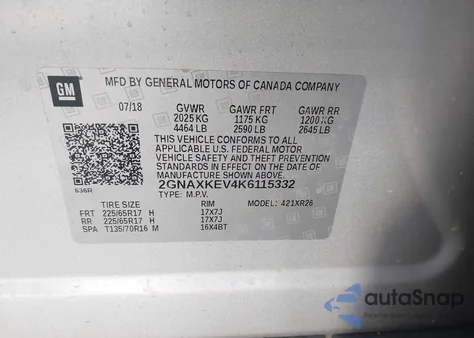 GM
MFD BY GENERAL MOTORS OF CANADA COMPANY
07/18 GVWR GAWR FRT GAWR RR
2025 KG 1175 KG 1200 KG
4464 LB 2590 LB 2645 LB
THIS VEHICLE CONFORMS TO ALL
APPLICABLE U.S. FEDERAL MOTOR
VEHICLE SAFETY AND THEFT PREVENTION
STANDARDS IN EFFECT ON THE DATE
OF MANUFACTURE SHOWN ABOVE.
2GNAXKEV4K6115332
636R TYPE: M.P.V.
TIRE SIZE RIM MODEL: 421XR26
FRT 225/65R17 H 17X7J
RR 225/65R17 H 17X7J
SPA T135/70R16 M 16X4BT
autoSnap